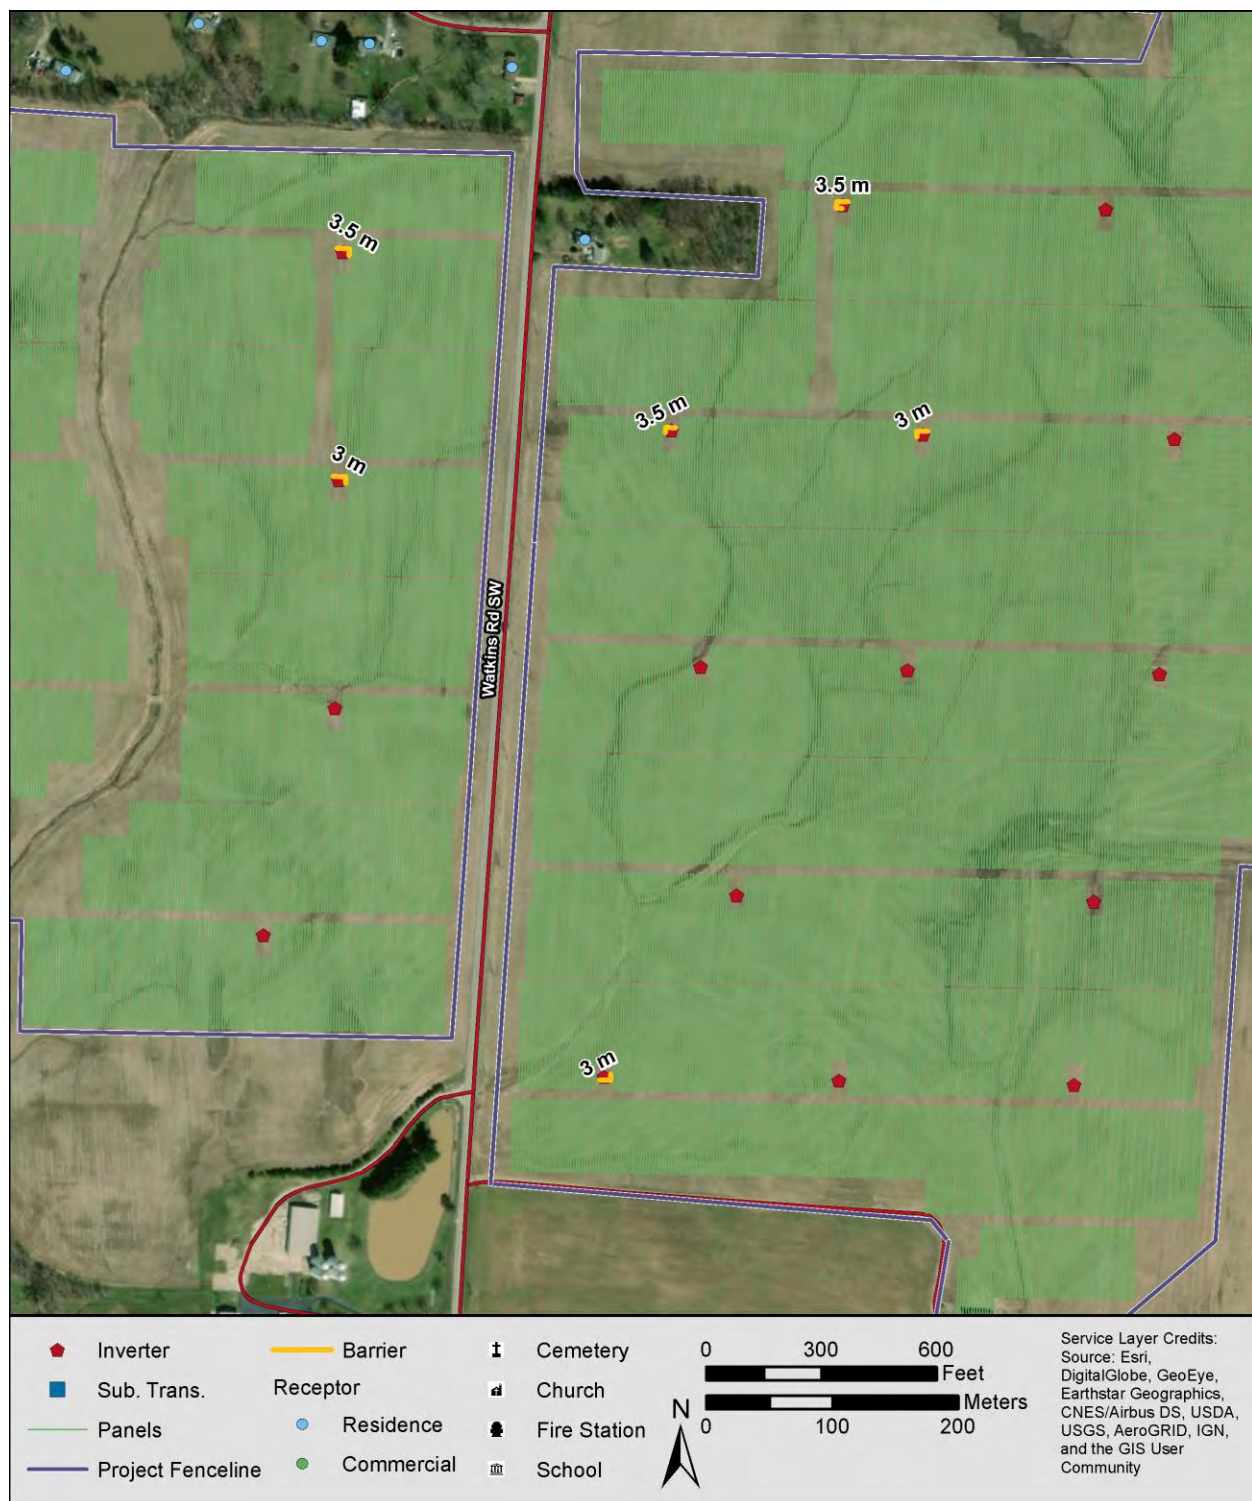 3.5 m
3.5 m
3.5 m
3 m
3 m
Watkins Rd SW
3 m
Inverter
Sub. Trans.
Panels
Project Fenceline
Barrier
Receptor
Residence
Commercial
Cemetery
Church
Fire Station
School
N
0 300 600
Feet
Meters
0 100 200
Service Layer Credits:
Source: Esri,
DigitalGlobe, GeoEye,
Earthstar Geographics,
CNES/Airbus DS, USDA,
USGS, AeroGRID, IGN,
and the GIS User
Community